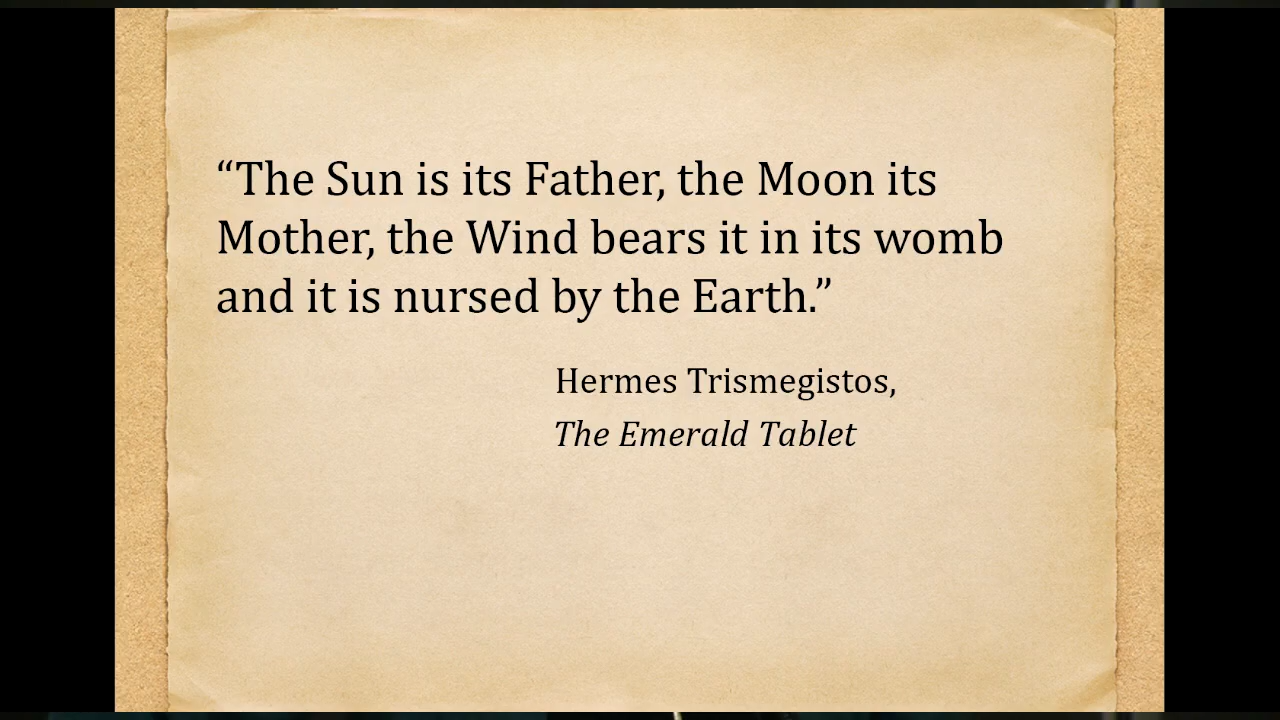 “The Sun is its Father, the Moon its
Mother, the Wind bears it in its womb
and it is nursed by the Earth.”
Hermes Trismegistos,
The Emerald Tablet